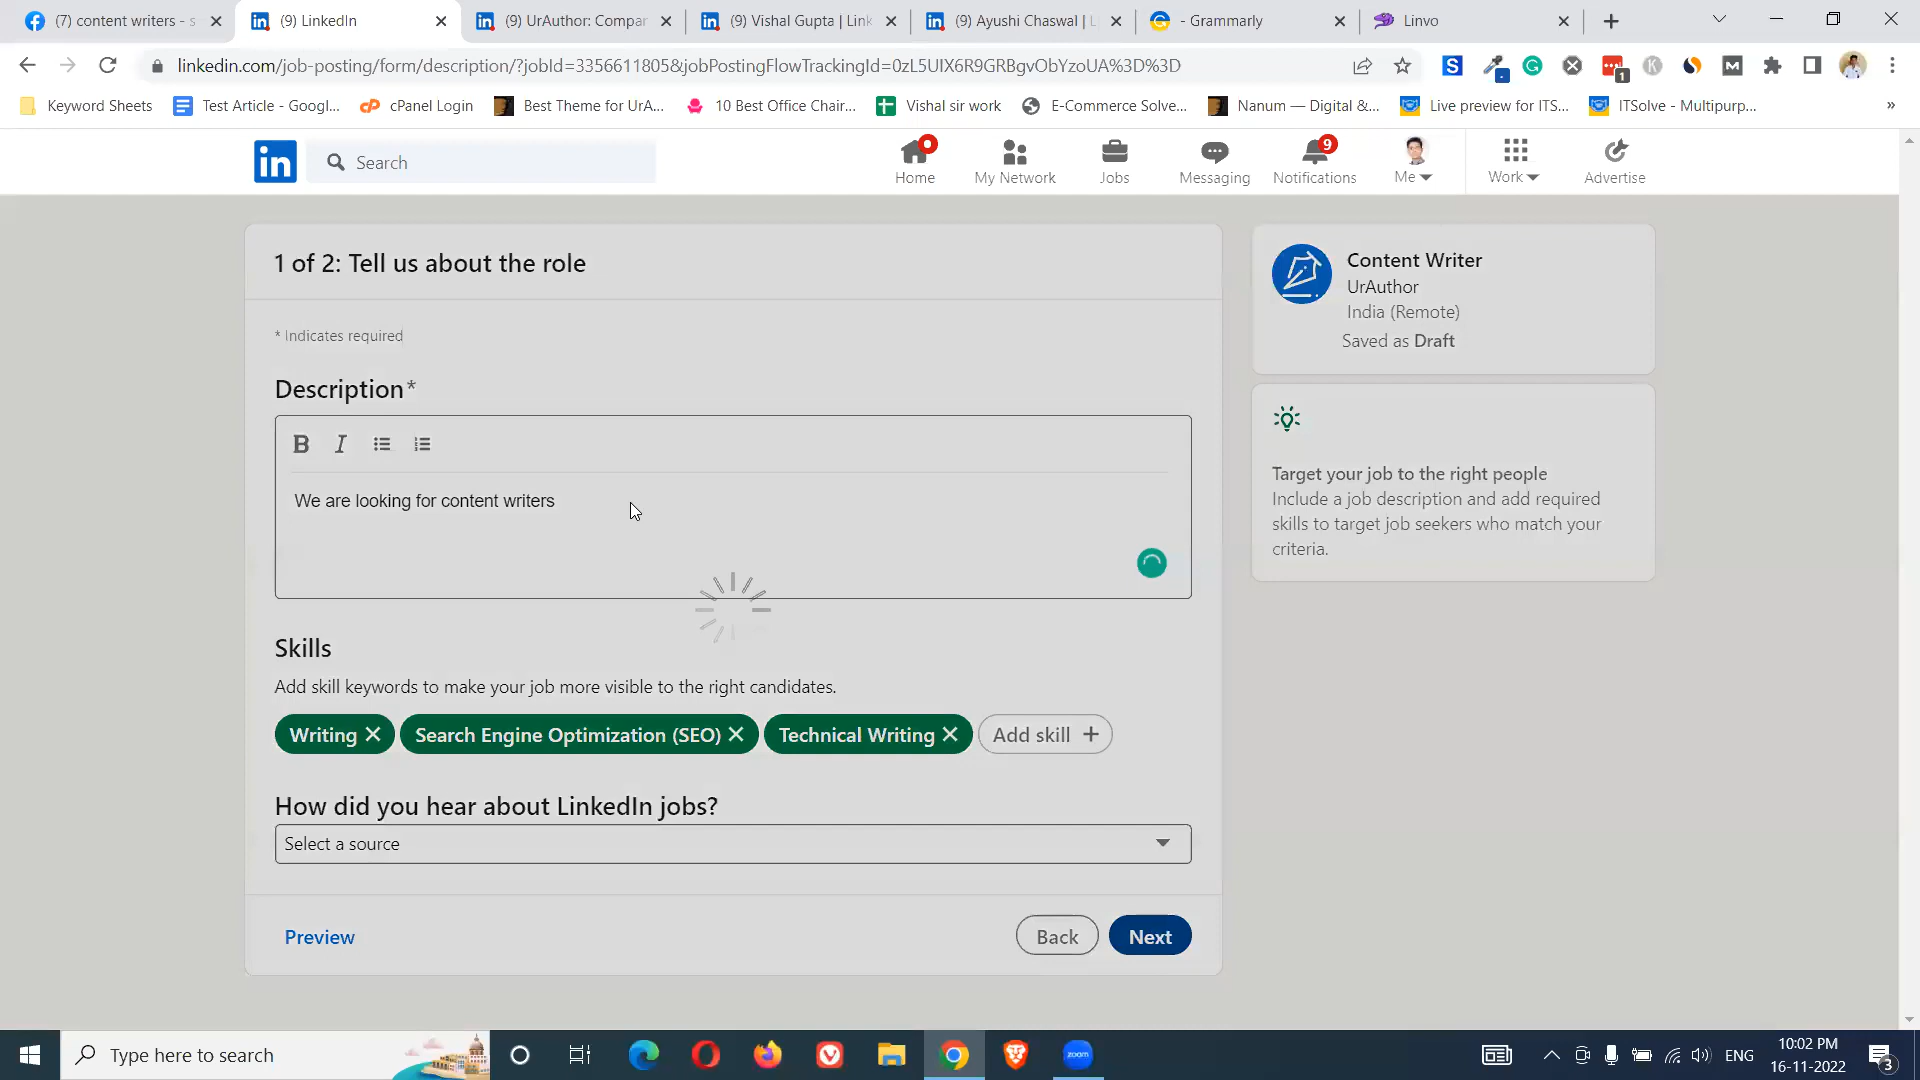 (7) content writers - s
(9) LinkedIn
(9) UrAuthor: Compar
(9) Vishal Gupta | Link
(9) Ayushi Chaswal | L
- Grammarly
Linvo
linkedin.com/job-posting/form/description/?jobId=3356611805&jobPostingFlowTrackingId=0zL5UIX6R9GRBgvObYzoUA%3D%3D
Keyword Sheets
Test Article - Googl...
cPanel Login
Best Theme for UrA...
10 Best Office Chair...
Vishal sir work
E-Commerce Solve...
Nanum — Digital &...
Live preview for ITS...
ITSolve - Multipurp...
in
Search
Home
My Network
Jobs
Messaging
9
Notifications
Me
Work
Advertise
1 of 2: Tell us about the role
* Indicates required
Description*
B I
We are looking for content writers
Skills
Add skill keywords to make your job more visible to the right candidates.
Writing
Search Engine Optimization (SEO)
Technical Writing
Add skill +
How did you hear about LinkedIn jobs?
Select a source
Preview
Back
Next
Content Writer
UrAuthor
India (Remote)
Saved as Draft
Target your job to the right people
Include a job description and add required
skills to target job seekers who match your
criteria.
Type here to search
zoom
ENG
10:02 PM
16-11-2022
3